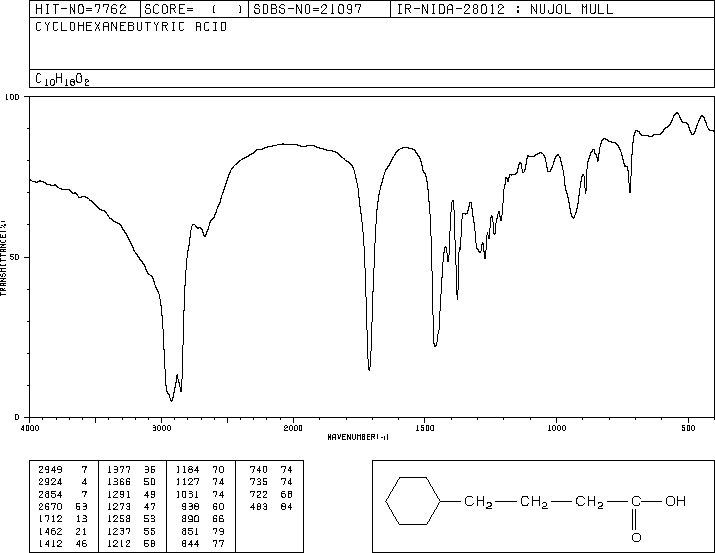 HIT-NO=7762 SCORE= ( ) SDBS-NO=21097 IR-NIDA-28012 : NUJOL MULL
CYCLOHEXANEBUTYRIC ACID
C10H18O2
100
50
0
TRANSMITTANCE(%)
4000 3000 2000 1500 1000 500
WAVENUMBER(-1)
2949 7 1377 36 1184 70 740 74
2924 4 1366 50 1127 74 735 74
2854 7 1291 49 1031 74 722 68
2670 53 1273 47 938 60 483 84
1712 13 1258 53 890 66
1462 21 1237 55 851 79
1412 46 1212 58 844 77
CH2 CH2 CH2 C OH
O